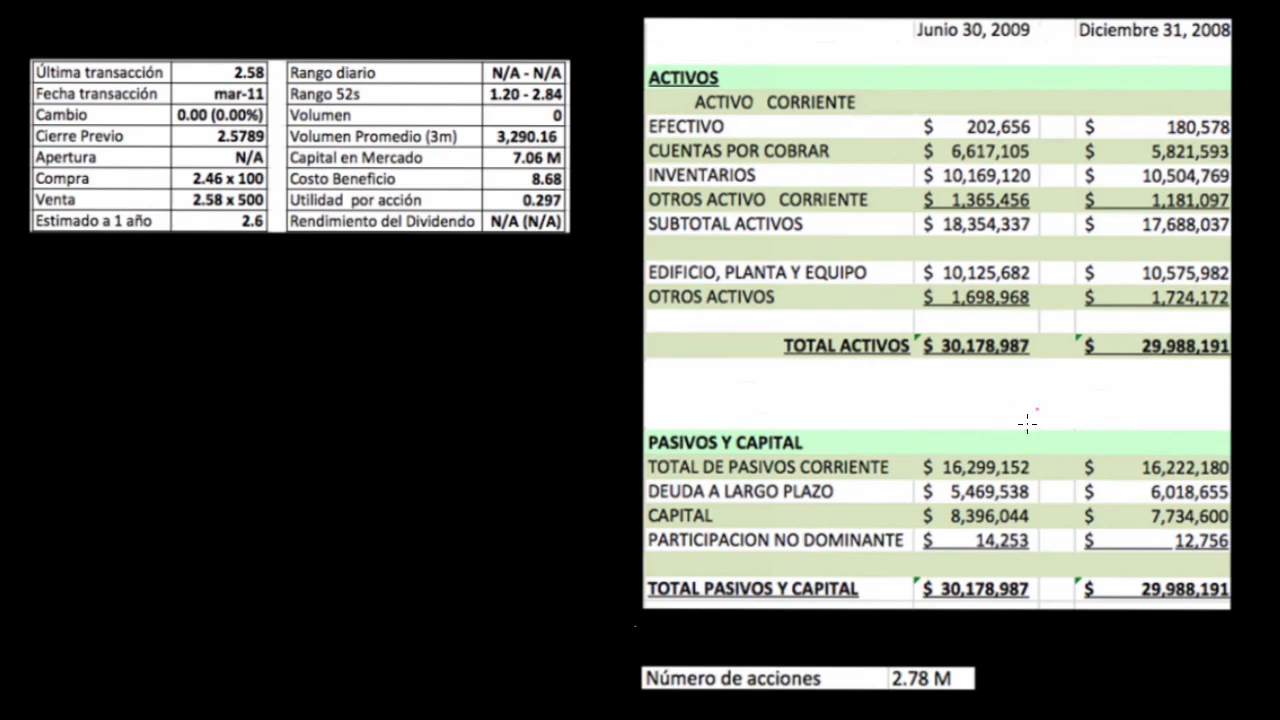 Última transacción 2.58 Rango diario N/A - N/A
Fecha transacción mar-11 Rango 52s 1.20 - 2.84
Cambio 0.00 (0.00%) Volumen 0
Cierre Previo 2.5789 Volumen Promedio (3m) 3,290.16
Apertura N/A Capital en Mercado 7.06 M
Compra 2.46 x 100 Costo Beneficio 8.68
Venta 2.58 x 500 Utilidad por acción 0.297
Estimado a 1 año 2.6 Rendimiento del Dividendo N/A (N/A)
Junio 30, 2009 Diciembre 31, 2008
ACTIVOS
ACTIVO CORRIENTE
EFECTIVO $ 202,656 $ 180,578
CUENTAS POR COBRAR $ 6,617,105 $ 5,821,593
INVENTARIOS $ 10,169,120 $ 10,504,769
OTROS ACTIVO CORRIENTE $ 1,365,456 $ 1,181,097
SUBTOTAL ACTIVOS $ 18,354,337 $ 17,688,037
EDIFICIO, PLANTA Y EQUIPO $ 10,125,682 $ 10,575,982
OTROS ACTIVOS $ 1,698,968 $ 1,724,172
TOTAL ACTIVOS $ 30,178,987 $ 29,988,191
PASIVOS Y CAPITAL
TOTAL DE PASIVOS CORRIENTE $ 16,299,152 $ 16,222,180
DEUDA A LARGO PLAZO $ 5,469,538 $ 6,018,655
CAPITAL $ 8,396,044 $ 7,734,600
PARTICIPACION NO DOMINANTE $ 14,253 $ 12,756
TOTAL PASIVOS Y CAPITAL $ 30,178,987 $ 29,988,191
Número de acciones 2.78 M